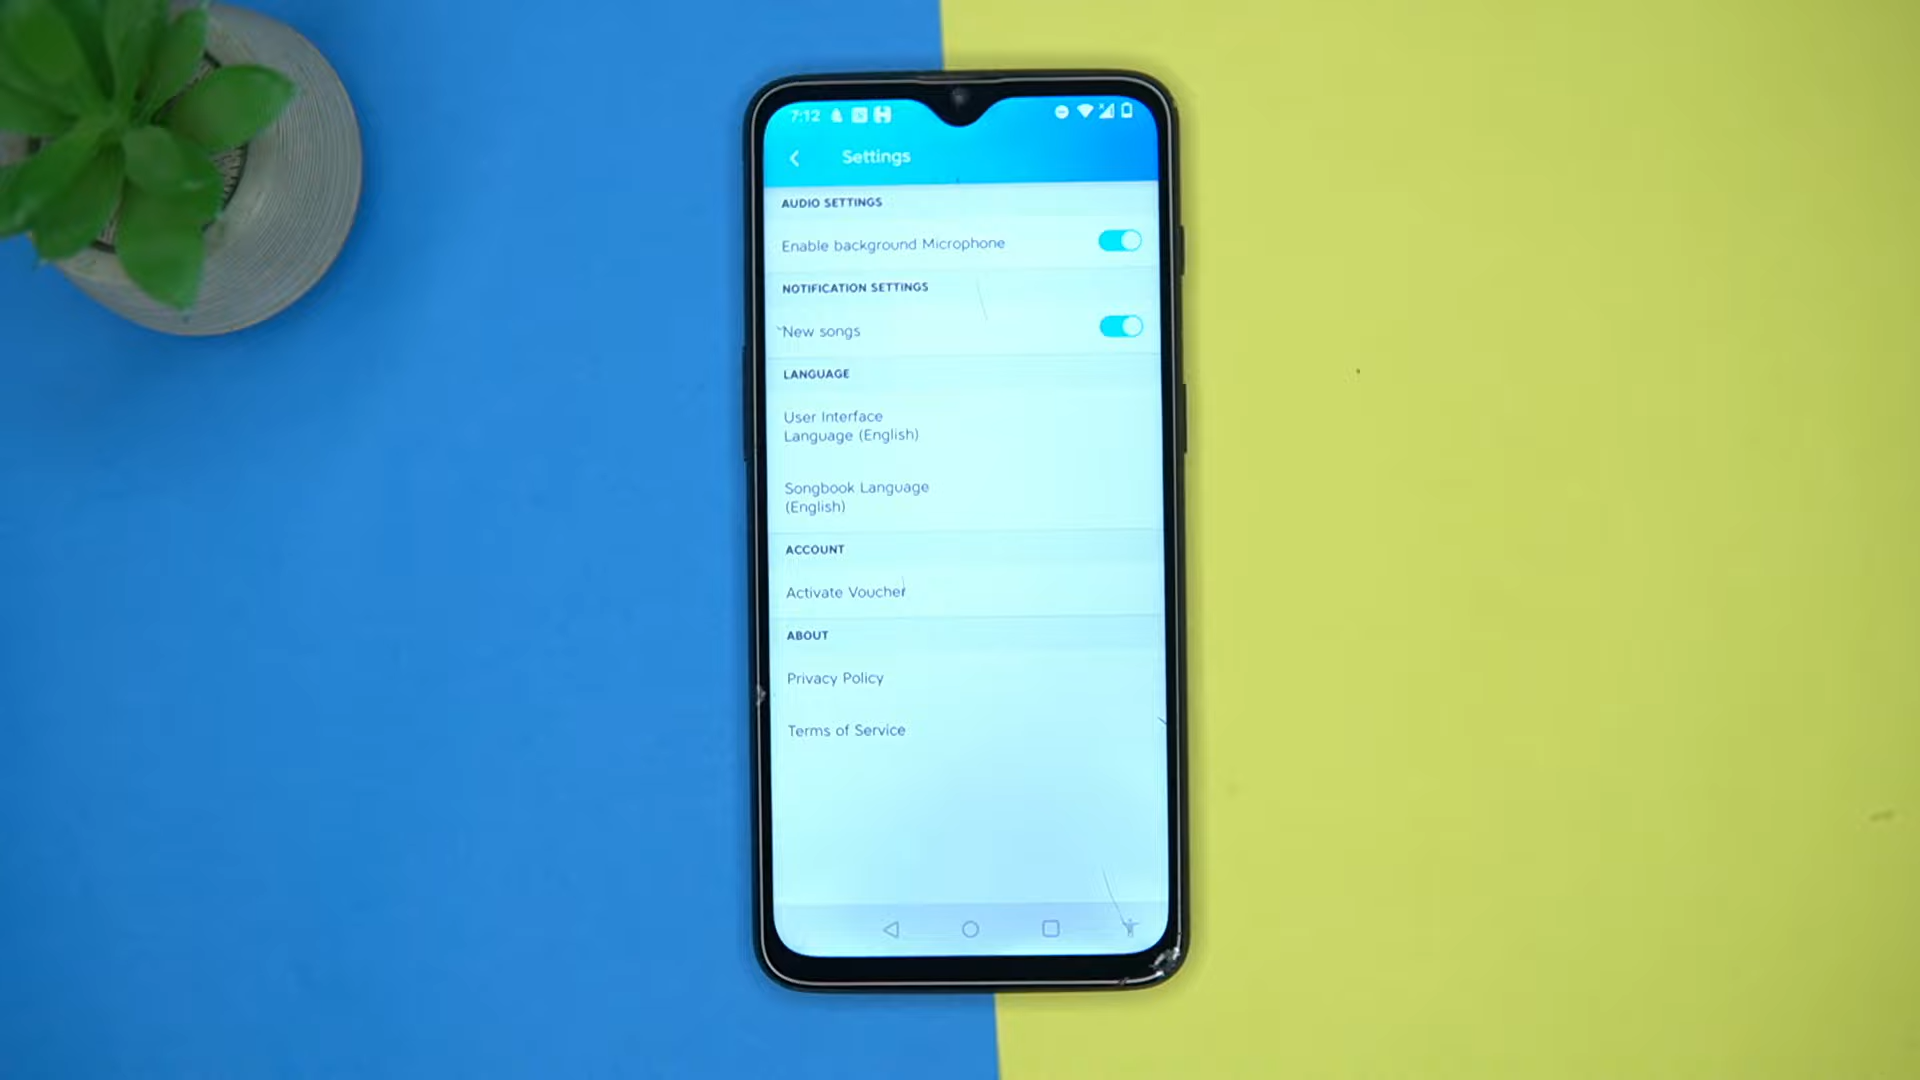 7:12
Settings
AUDIO SETTINGS
Enable background Microphone
NOTIFICATION SETTINGS
New songs
LANGUAGE
User Interface
Language (English)
Songbook Language
(English)
ACCOUNT
Activate Voucher
ABOUT
Privacy Policy
Terms of Service